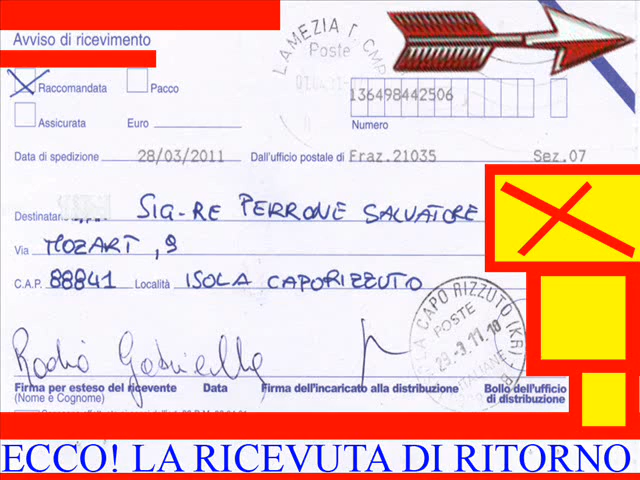 LAMEZIA T. CMP
Poste
Avviso di ricevimento
Raccomandata
Pacco
136498442506
Assicurata
Euro
Numero
Data di spedizione
28/03/2011
Dall'ufficio postale di
Fraz.21035
Sez.07
SIG-RE PERRONE SALVATORE
Via MOZART, 9
C.A.P. 88841 Località ISOLA CAPORIZZUTO
CAPO RIZZUTO (KR)
POSTE
29-3.11.10
ITALIANE
Firma per esteso del ricevente
Data
Firma dell'incaricato alla distribuzione
Bollo dell'ufficio
(Nome e Cognome)
di distribuzione
ECCO! LA RICEVUTA DI RITORNO